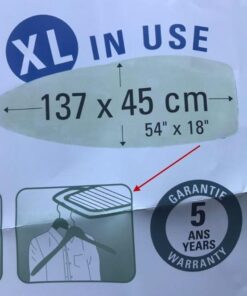 XL IN USE
137 x 45 cm
54" x 18"
GARANTIE
5
ANS
YEARS
WARRANTY